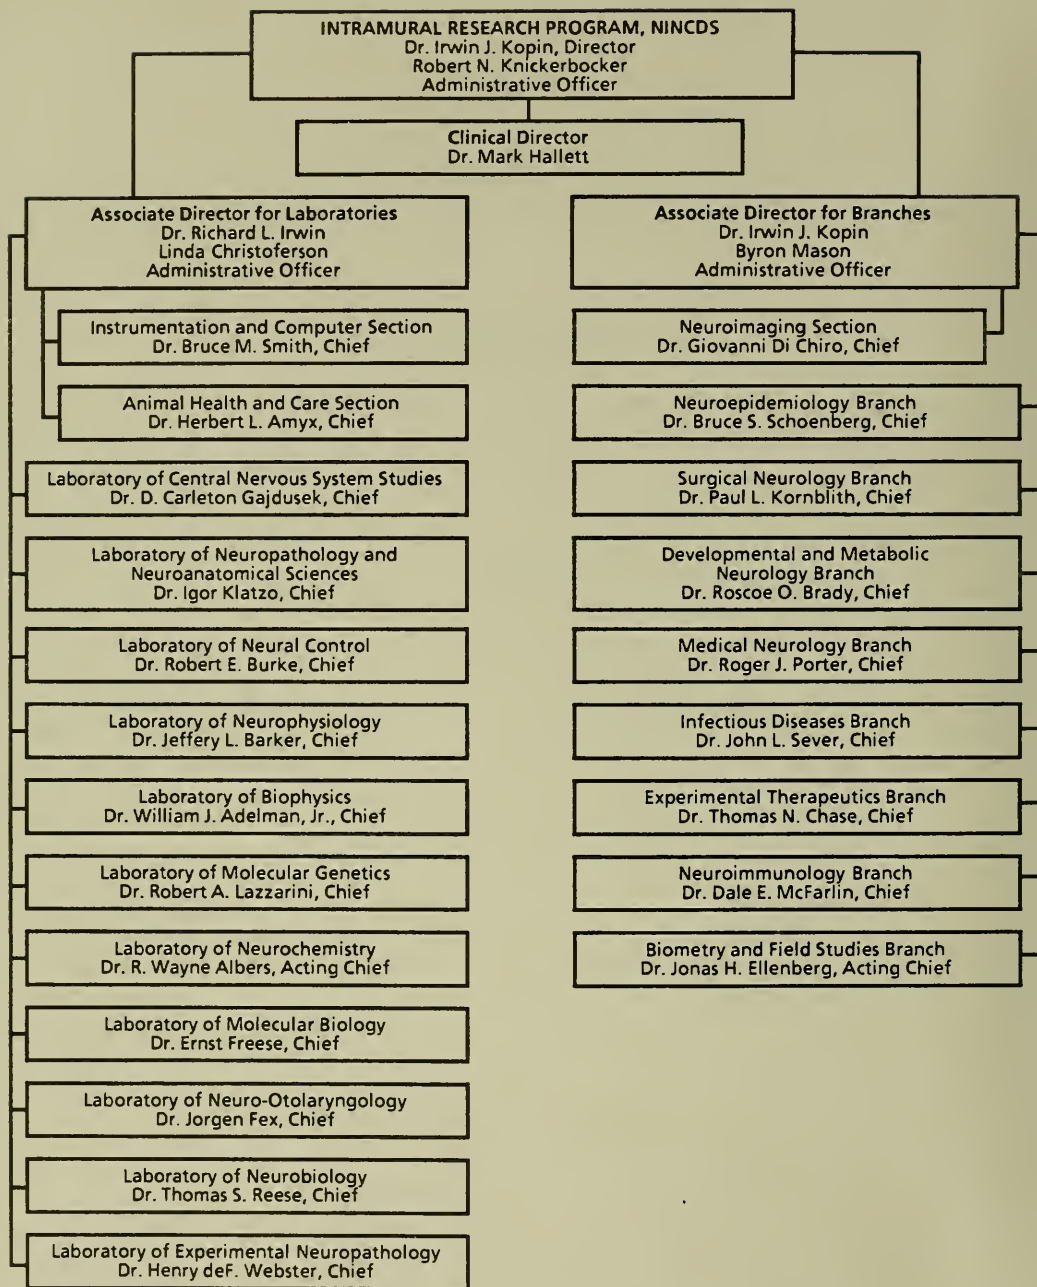 INTRAMURAL RESEARCH PROGRAM, NINCDS
Dr. Irwin J. Kopin, Director
Robert N. Knickerbocker
Administrative Officer
Clinical Director
Dr. Mark Hallett
Associate Director for Laboratories
Dr. Richard L. Irwin
Linda Christoferson
Administrative Officer
Instrumentation and Computer Section
Dr. Bruce M. Smith, Chief
Animal Health and Care Section
Dr. Herbert L. Amyx, Chief
Laboratory of Central Nervous System Studies
Dr. D. Carleton Gajdusek, Chief
Laboratory of Neuropathology and
Neuroanatomical Sciences
Dr. Igor Klatzo, Chief
Laboratory of Neural Control
Dr. Robert E. Burke, Chief
Laboratory of Neurophysiology
Dr. Jeffery L. Barker, Chief
Laboratory of Biophysics
Dr. William J. Adelman, Jr., Chief
Laboratory of Molecular Genetics
Dr. Robert A. Lazzarini, Chief
Laboratory of Neurochemistry
Dr. R. Wayne Albers, Acting Chief
Laboratory of Molecular Biology
Dr. Ernst Freese, Chief
Laboratory of Neuro-Otolaryngology
Dr. Jorgen Fex, Chief
Laboratory of Neurobiology
Dr. Thomas S. Reese, Chief
Laboratory of Experimental Neuropathology
Dr. Henry deF. Webster, Chief
Associate Director for Branches
Dr. Irwin J. Kopin
Byron Mason
Administrative Officer
Neuroimaging Section
Dr. Giovanni Di Chiro, Chief
Neuroepidemiology Branch
Dr. Bruce S. Schoenberg, Chief
Surgical Neurology Branch
Dr. Paul L. Kornblith, Chief
Developmental and Metabolic
Neurology Branch
Dr. Roscoe O. Brady, Chief
Medical Neurology Branch
Dr. Roger J. Porter, Chief
Infectious Diseases Branch
Dr. John L. Sever, Chief
Experimental Therapeutics Branch
Dr. Thomas N. Chase, Chief
Neuroimmunology Branch
Dr. Dale E. McFarlin, Chief
Biometry and Field Studies Branch
Dr. Jonas H. Ellenberg, Acting Chief